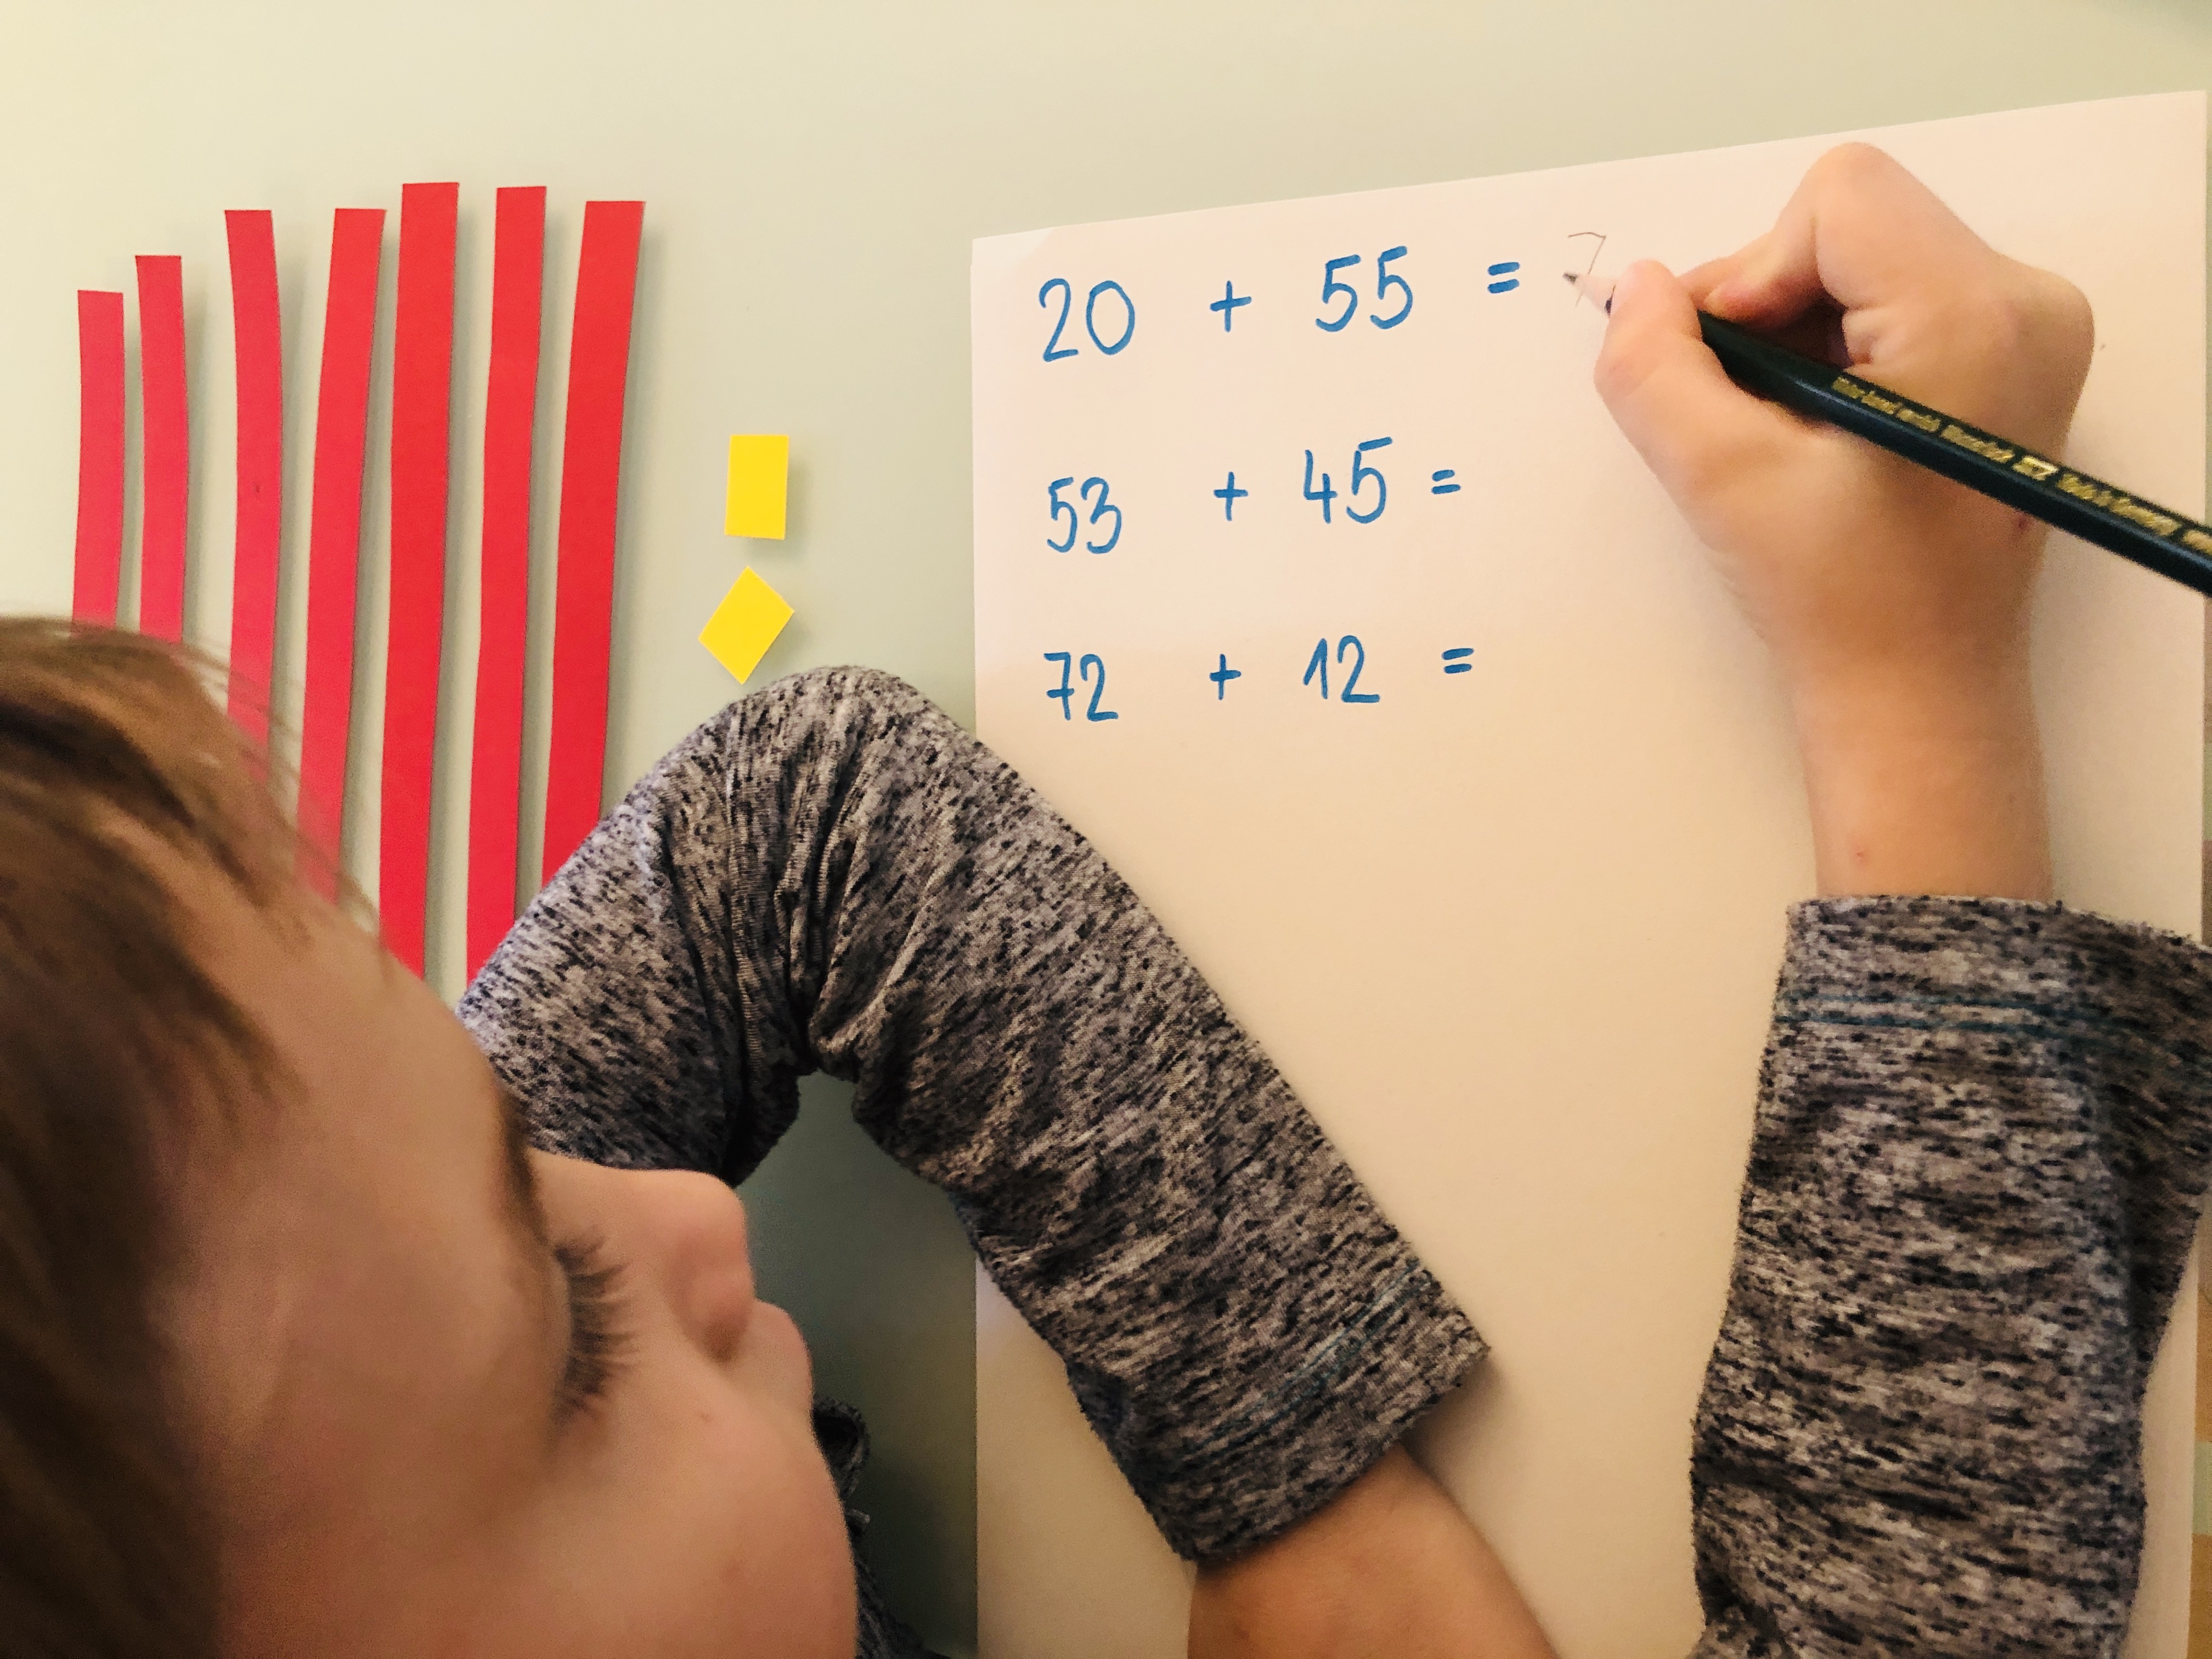 20 + 55 = 7
53 + 45 =
72 + 12 =